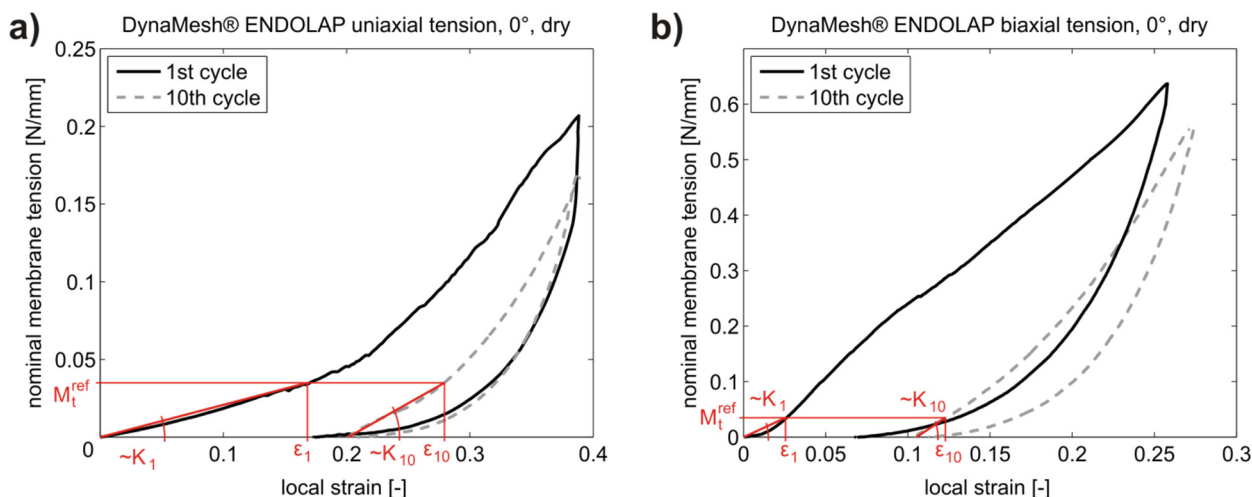 a)
DynaMesh® ENDOLAP uniaxial tension, 0°, dry
0.25
0.2
0.15
0.1
0.05
0
nominal membrane tension [N/mm]
1st cycle
10th cycle
M_t^ref
~K_1
ε_1
~K_10
ε_10
0.1
0.2
0.3
0.4
local strain [-]
b)
DynaMesh® ENDOLAP biaxial tension, 0°, dry
0.6
0.5
0.4
0.3
0.2
0.1
0
nominal membrane tension [N/mm]
1st cycle
10th cycle
M_t^ref
~K_1
ε_1
~K_10
ε_10
0
0.05
0.1
0.15
0.2
0.25
0.3
local strain [-]